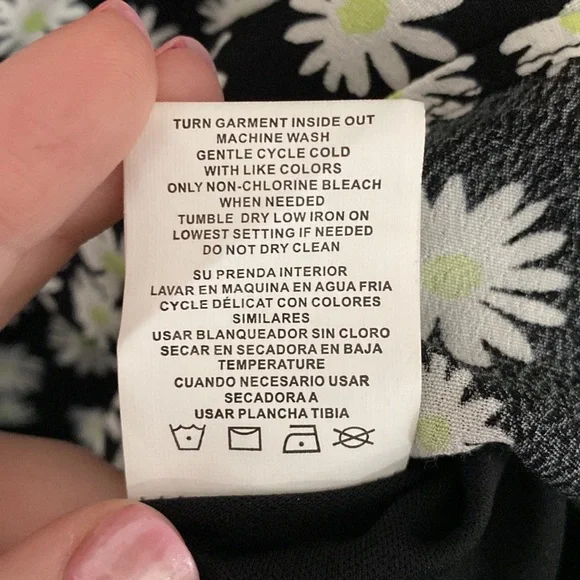 TURN GARMENT INSIDE OUT
MACHINE WASH
GENTLE CYCLE COLD
WITH LIKE COLORS
ONLY NON-CHLORINE BLEACH
WHEN NEEDED
TUMBLE DRY LOW IRON ON
LOWEST SETTING IF NEEDED
DO NOT DRY CLEAN
SU PRENDA INTERIOR
LAVAR EN MAQUINA EN AGUA FRIA
CYCLE DÉLICAT CON COLORES
SIMILARES
USAR BLANQUEADOR SIN CLORO
SECAR EN SECADORA EN BAJA
TEMPERATURE
CUANDO NECESARIO USAR
SECADORA A
USAR PLANCHA TIBIA